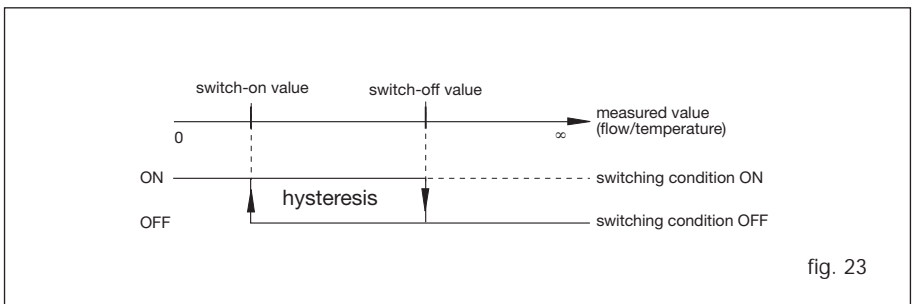 switch-on value
switch-off value
measured value
(flow/temperature)
0
∞
ON
switching condition ON
hysteresis
OFF
switching condition OFF
fig. 23